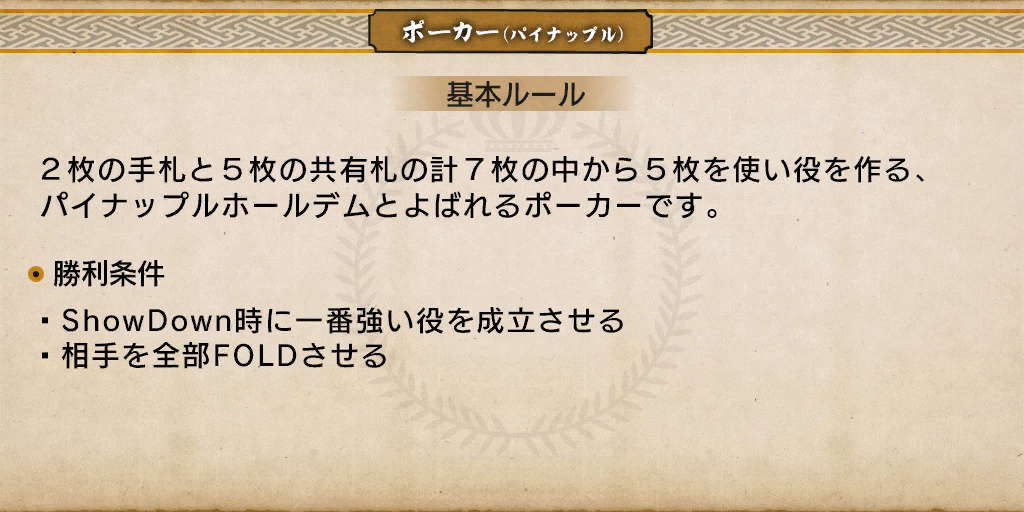 ポーカー(パイナップル)
基本ルール
２枚の手札と５枚の共有札の計７枚の中から５枚を使い役を作る、
パイナップルホールデムとよばれるポーカーです。
勝利条件
・ShowDown時に一番強い役を成立させる
・相手を全部FOLDさせる